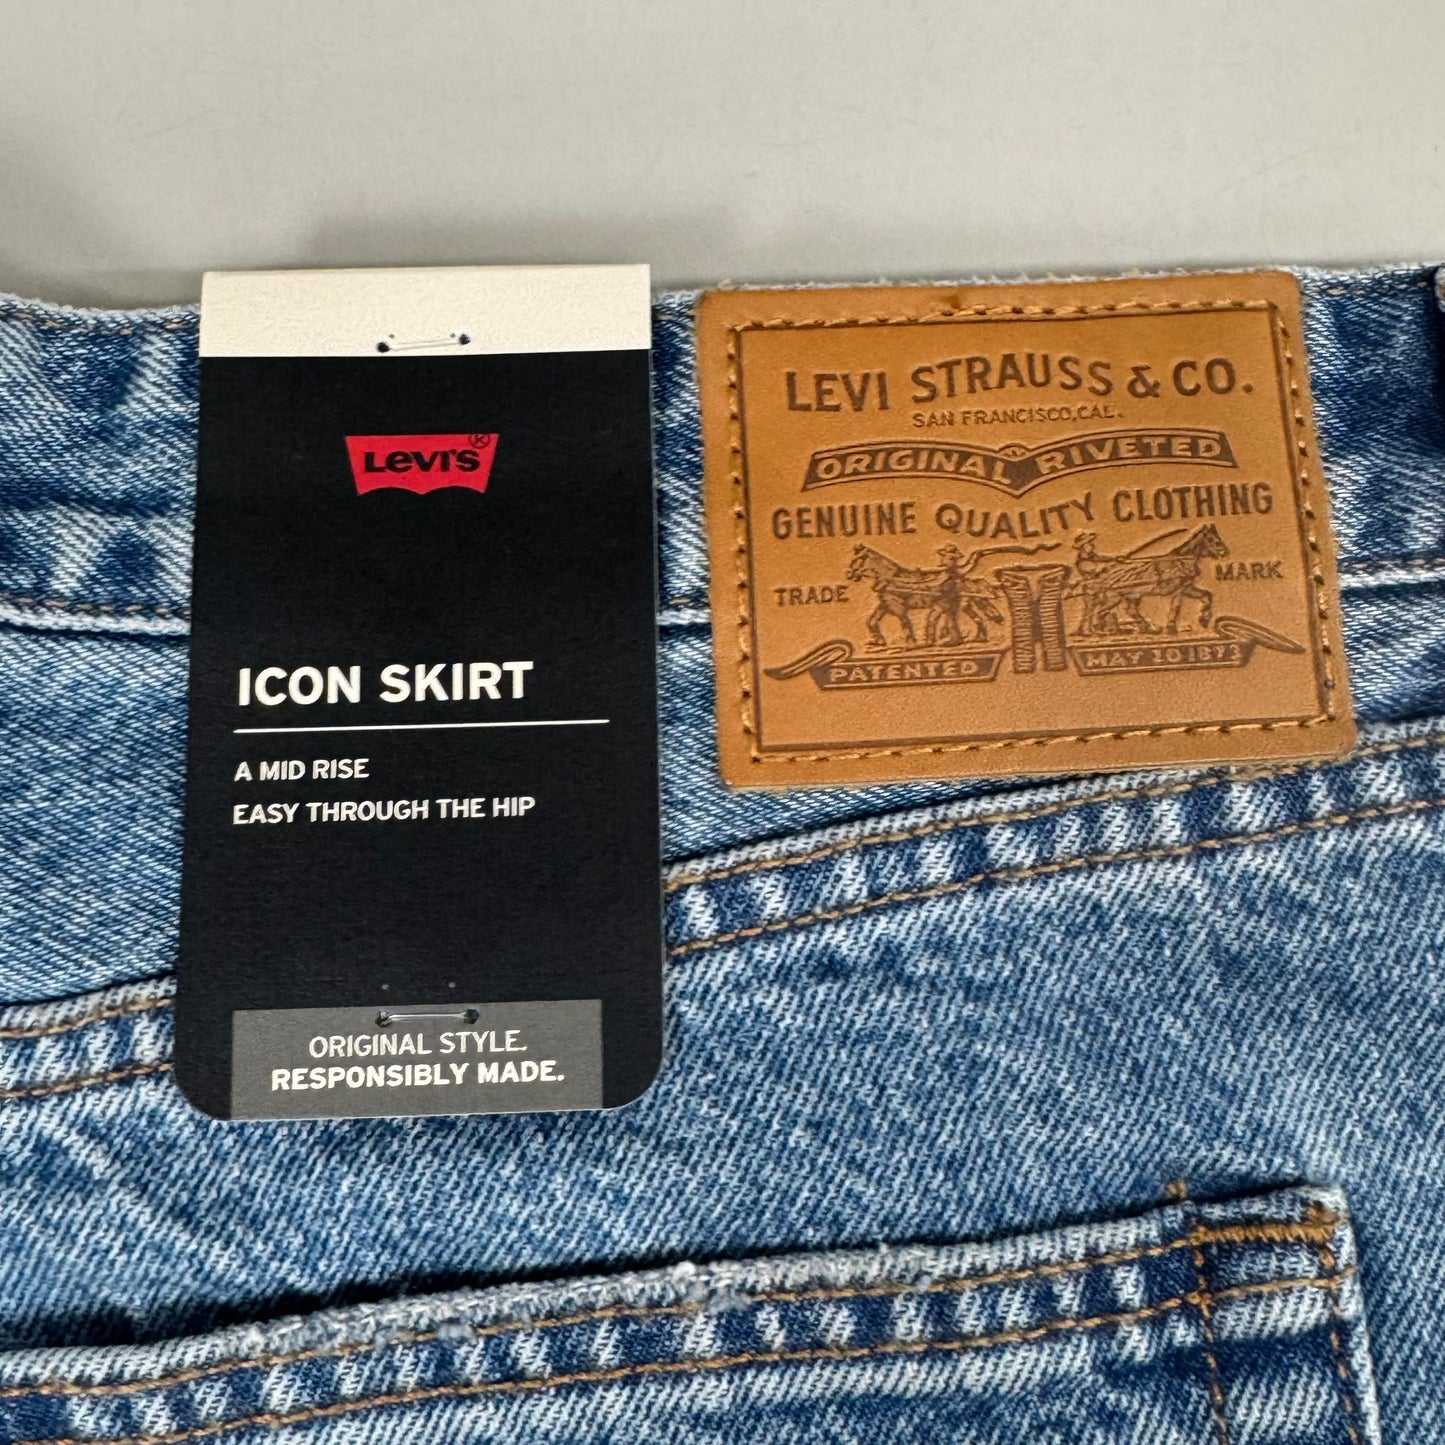 Levi's ®
ICON SKIRT
A MID RISE
EASY THROUGH THE HIP
ORIGINAL STYLE.
RESPONSIBLY MADE.
LEVI STRAUSS & CO.
SAN FRANCISCO, CAL.
ORIGINAL RIVETED
GENUINE QUALITY CLOTHING
TRADE MARK
PATENTED MAY 20 1873